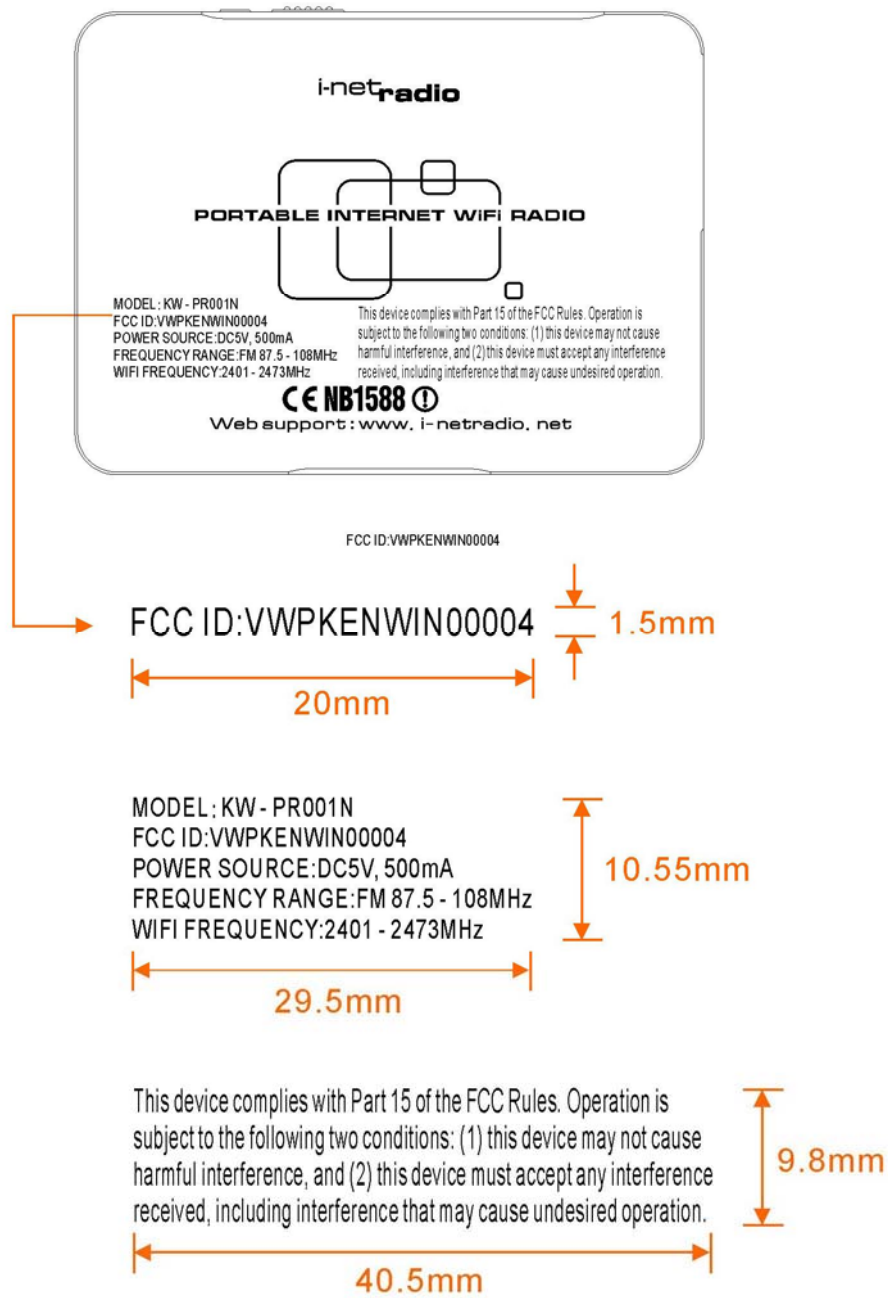 i-netradio
PORTABLE INTERNET WiFi RADIO
MODEL: KW - PR001N
FCC ID:VWPKENWIN00004
POWER SOURCE:DC5V, 500mA
FREQUENCY RANGE:FM 87.5 - 108MHz
WIFI FREQUENCY:2401 - 2473MHz
This device complies with Part 15 of the FCC Rules. Operation is
subject to the following two conditions: (1) this device may not cause
harmful interference, and (2) this device must accept any interference
received, including interference that may cause undesired operation.
CE NB1588
Web support: www. i-netradio. net
FCC ID:VWPKENWIN00004
FCC ID:VWPKENWIN00004
1.5mm
20mm
MODEL: KW - PR001N
FCC ID:VWPKENWIN00004
POWER SOURCE:DC5V, 500mA
FREQUENCY RANGE:FM 87.5 - 108MHz
WIFI FREQUENCY:2401 - 2473MHz
10.55mm
29.5mm
This device complies with Part 15 of the FCC Rules. Operation is
subject to the following two conditions: (1) this device may not cause
harmful interference, and (2) this device must accept any interference
received, including interference that may cause undesired operation.
9.8mm
40.5mm